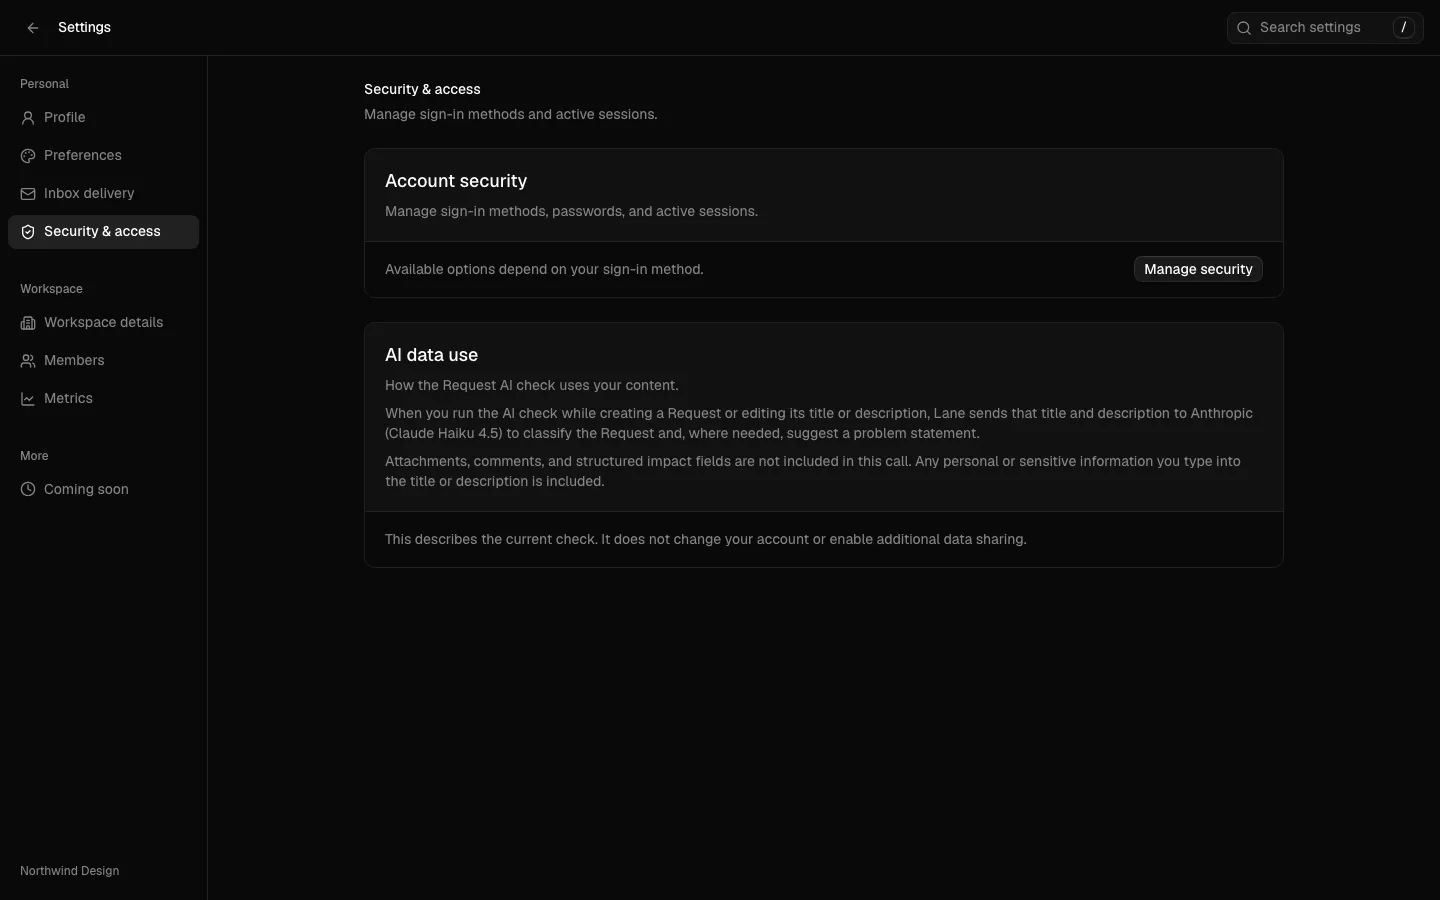 Settings
Search settings
/
Personal
Profile
Preferences
Inbox delivery
Security & access
Workspace
Workspace details
Members
Metrics
More
Coming soon
Northwind Design
Security & access
Manage sign-in methods and active sessions.
Account security
Manage sign-in methods, passwords, and active sessions.
Available options depend on your sign-in method.
Manage security
AI data use
How the Request AI check uses your content.
When you run the AI check while creating a Request or editing its title or description, Lane sends that title and description to Anthropic
(Claude Haiku 4.5) to classify the Request and, where needed, suggest a problem statement.
Attachments, comments, and structured impact fields are not included in this call. Any personal or sensitive information you type into
the title or description is included.
This describes the current check. It does not change your account or enable additional data sharing.